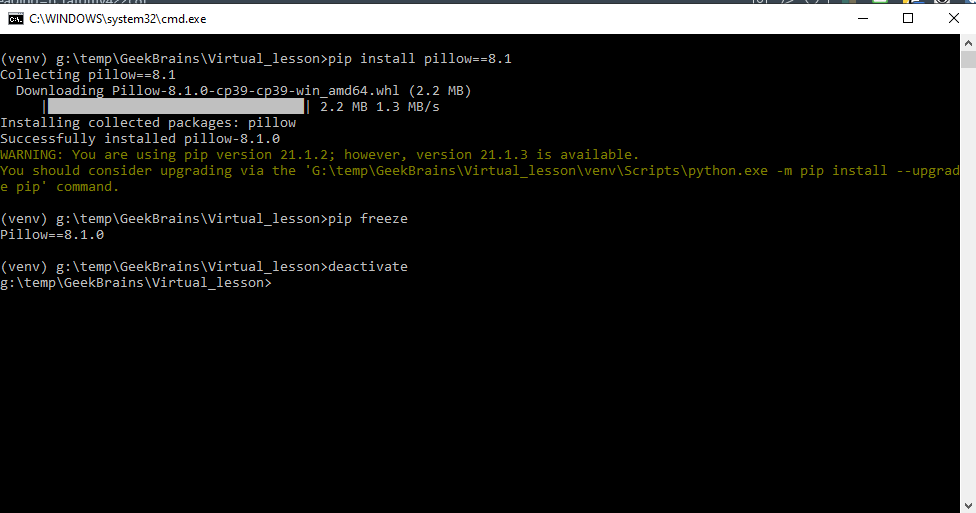 C:\WINDOWS\system32\cmd.exe
(venv) g:\temp\GeekBrains\Virtual_lesson>pip install pillow==8.1
Collecting pillow==8.1
  Downloading Pillow-8.1.0-cp39-cp39-win_amd64.whl (2.2 MB)
     |████████████████████████████████| 2.2 MB 1.3 MB/s
Installing collected packages: pillow
Successfully installed pillow-8.1.0
WARNING: You are using pip version 21.1.2; however, version 21.1.3 is available.
You should consider upgrading via the 'G:\temp\GeekBrains\Virtual_lesson\venv\Scripts\python.exe -m pip install --upgrad
e pip' command.
(venv) g:\temp\GeekBrains\Virtual_lesson>pip freeze
Pillow==8.1.0
(venv) g:\temp\GeekBrains\Virtual_lesson>deactivate
g:\temp\GeekBrains\Virtual_lesson>